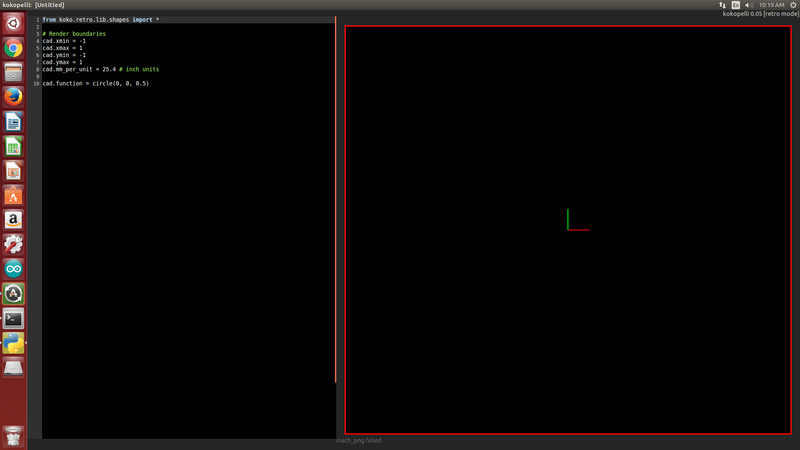 kokopelli: [Untitled]
En
10:19 AM
kokopelli 0.05 [retro mode]
1 from koko.retro.lib.shapes import *
2
3 # Render boundaries
4 cad.xmin = -1
5 cad.xmax = 1
6 cad.ymin = -1
7 cad.ymax = 1
8 cad.mm_per_unit = 25.4 # inch units
9
10 cad.function = circle(0, 0, 0.5)
math_png failed